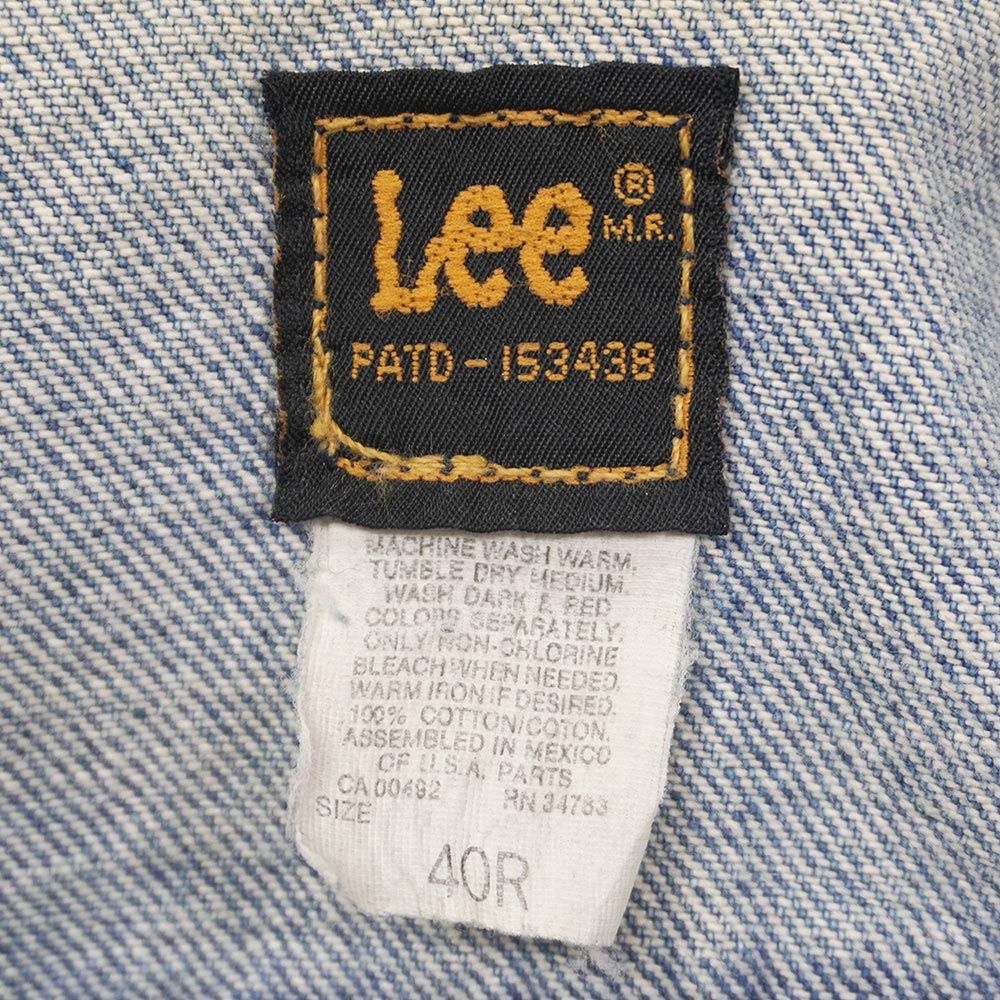 Lee ®
M.R.
PATD-153438
MACHINE WASH WARM.
TUMBLE DRY MEDIUM
WASH DARK & RED
COLORS SEPARATELY.
ONLY NON-CHLORINE
BLEACH WHEN NEEDED.
WARM IRON IF DESIRED.
100% COTTON/COTON.
ASSEMBLED IN MEXICO
OF U.S.A. PARTS
CA 00492 RN 34783
SIZE
40R